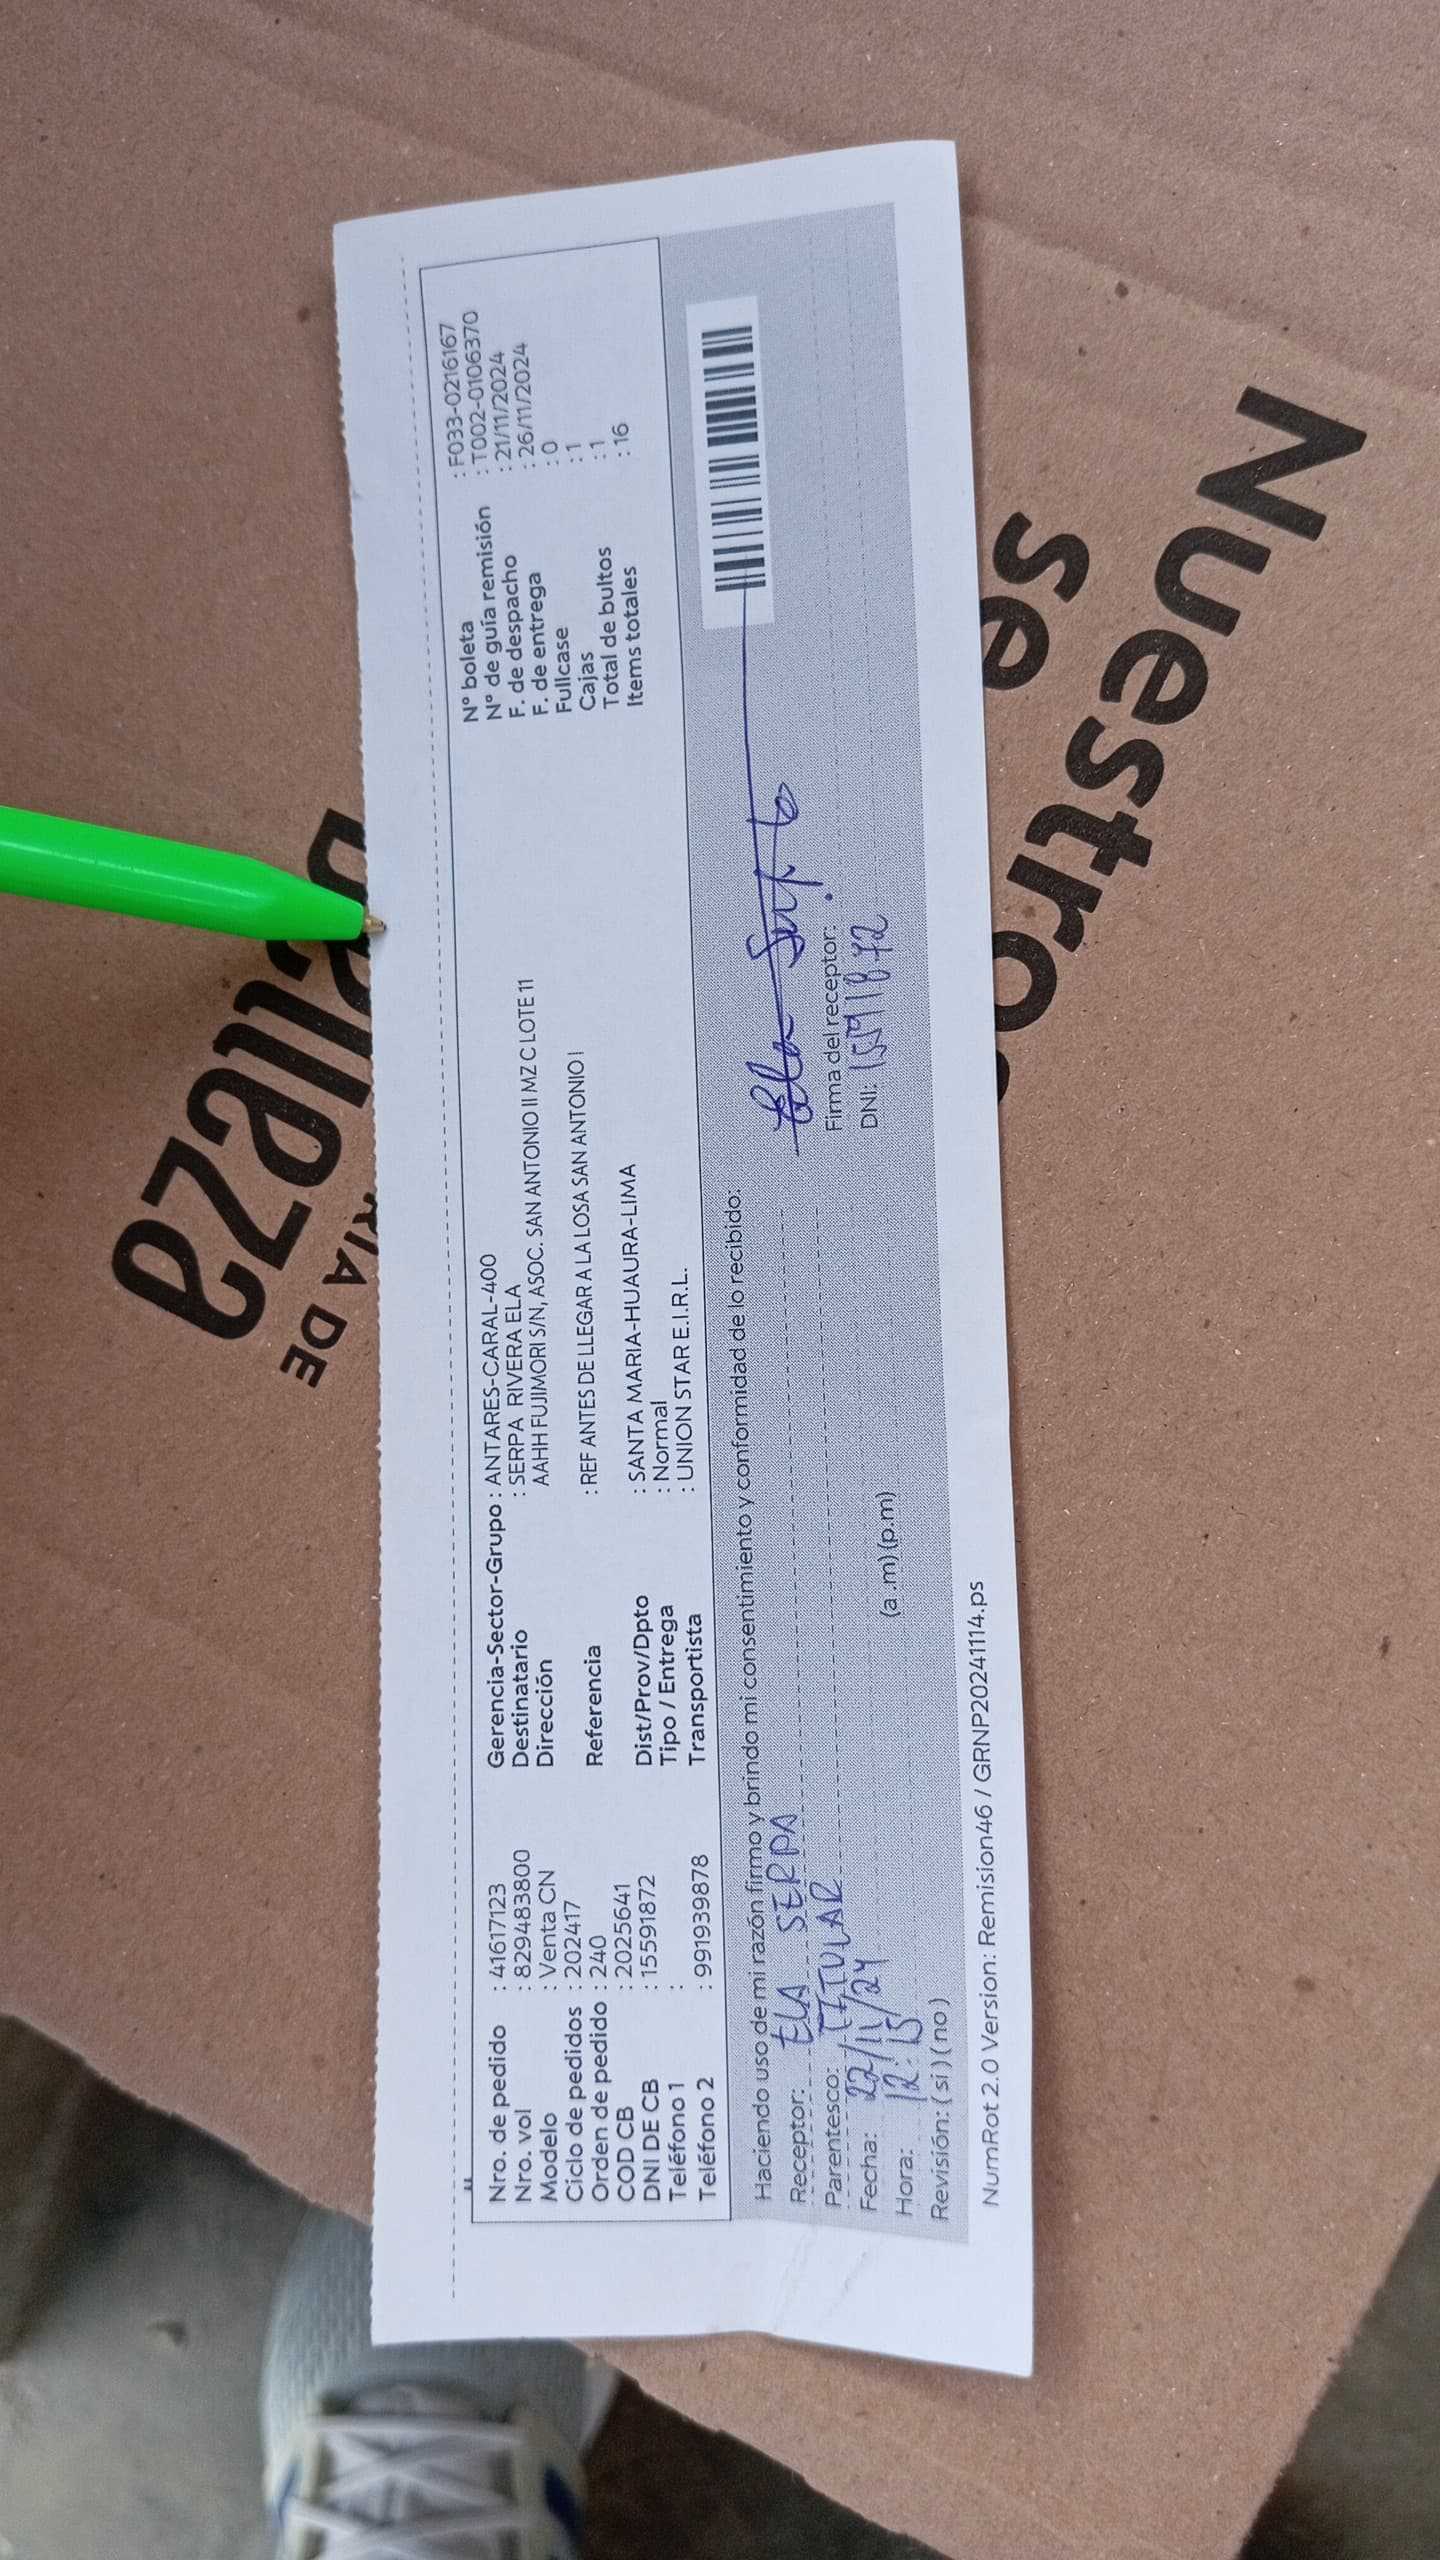 Nro. de pedido : 41617123
Nro. vol : 829483800
Modelo : Venta CN
Ciclo de pedidos : 202417
Orden de pedido : 240
COD CB : 2025641
DNI DE CB : 15591872
Teléfono 1 :
Teléfono 2 : 991939878
Gerencia-Sector-Grupo : ANTARES-CARAL-400
Destinatario : SERPA RIVERA ELA
Dirección AAHH FUJIMORI S/N, ASOC. SAN ANTONIO II MZ C LOTE 11
Referencia : REF ANTES DE LLEGAR A LA LOSA SAN ANTONIO I
Dist/Prov/Dpto : SANTA MARIA-HUAURA-LIMA
Tipo / Entrega : Normal
Transportista : UNION STAR E.I.R.L.
N° boleta : F033-0216167
N° de guía remisión : T002-0106370
F. de despacho : 21/11/2024
F. de entrega : 26/11/2024
Fullcase : 0
Cajas : 1
Total de bultos : 1
Items totales : 16
Haciendo uso de mi razón firmo y brindo mi consentimiento y conformidad de lo recibido:
Receptor: ELA SERPA
Parentesco: TITULAR
Fecha: 22/11/24
Hora: 12:15 (a.m) (p.m)
Revisión: ( si ) ( no )
Firma del receptor:
DNI: 15591872
NumRot 2.0 Version: Remision46 / GRNP20241114.ps
DE
Nuestro
se